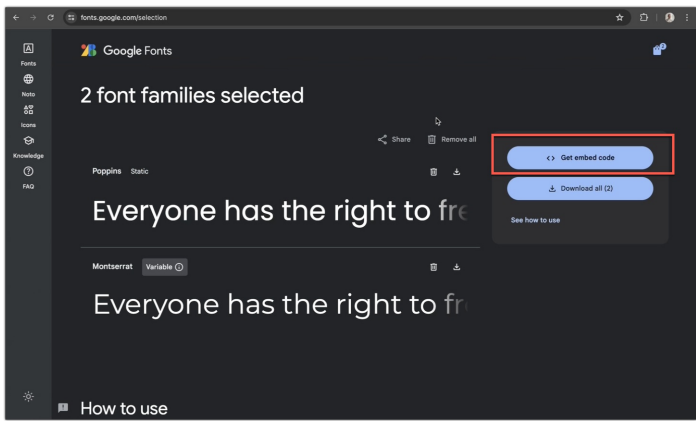 fonts.google.com/selection
Fonts
Noto
Icons
Knowledge
FAQ
Google Fonts
2
2 font families selected
Share
Remove all
Poppins Static
Everyone has the right to fre
Montserrat Variable
Everyone has the right to fr
Get embed code
Download all (2)
See how to use
How to use